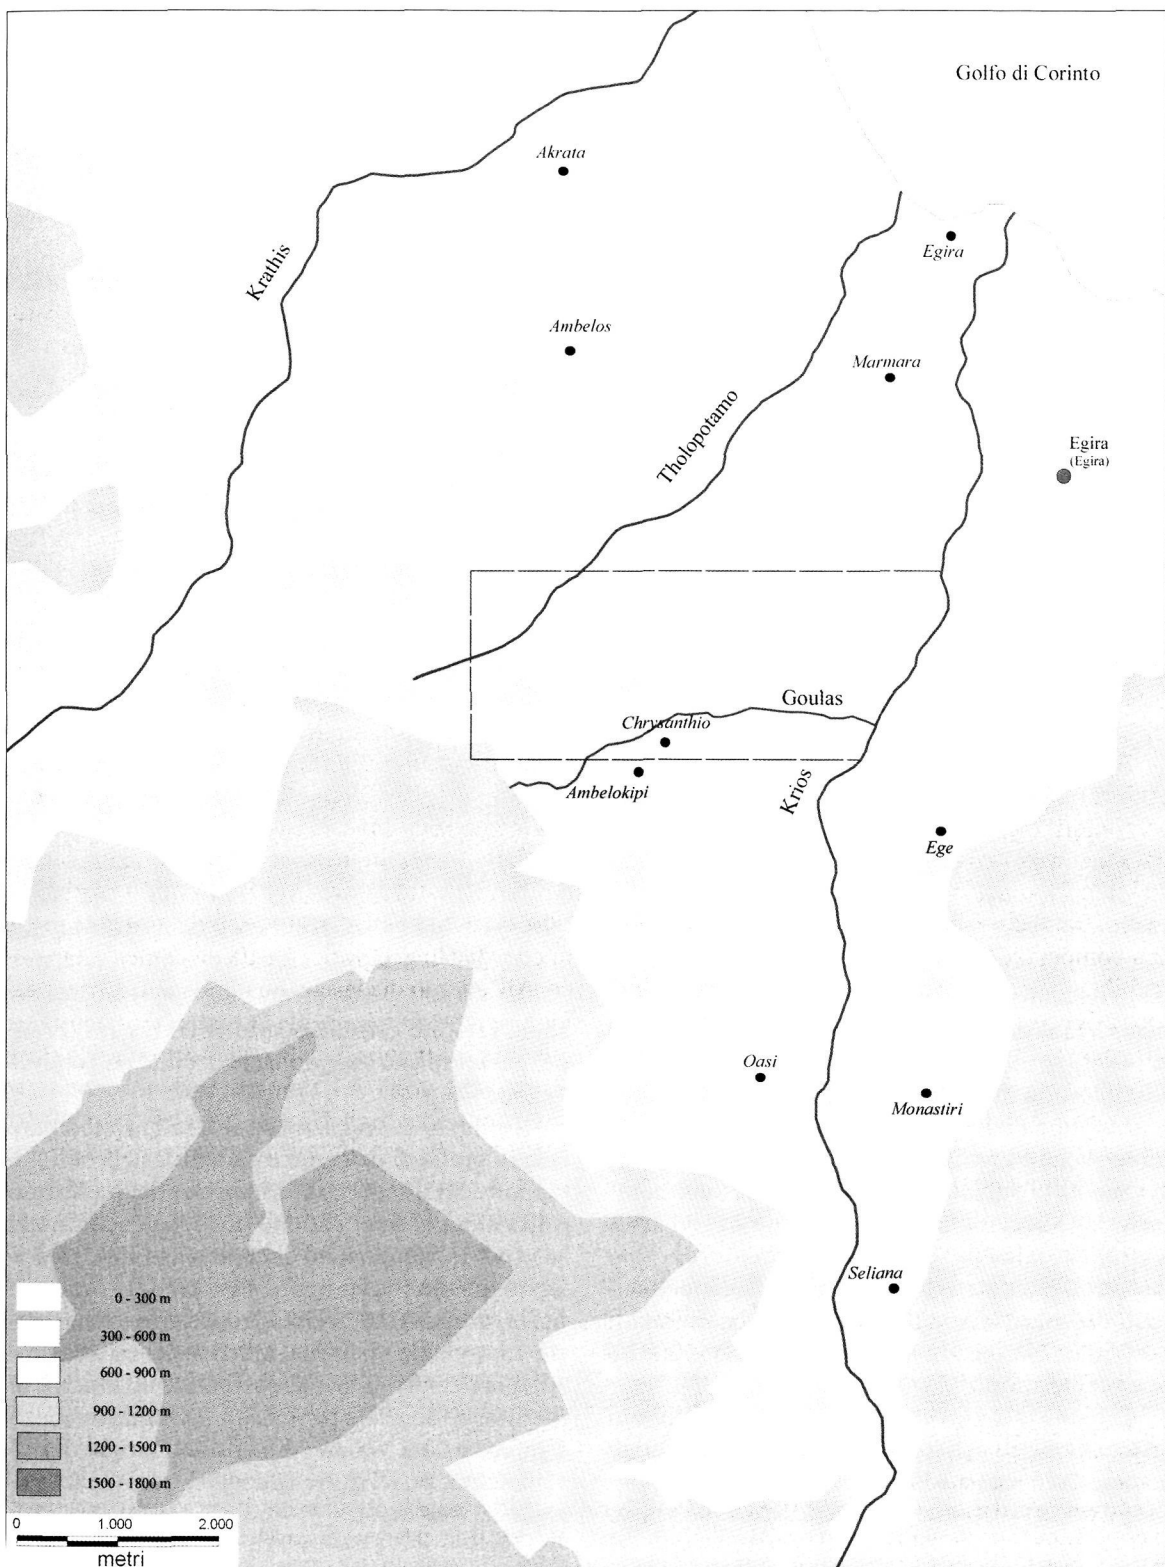 Golfo di Corinto
Akrata
Egira
Krathis
Ambelos
Marmara
Tholopotamo
Egira
(Egira)
Goulas
Chrysanthio
Krios
Ambelokipi
Ege
Oasi
Monastiri
Seliana
0 - 300 m
300 - 600 m
600 - 900 m
900 - 1200 m
1200 - 1500 m
1500 - 1800 m
0 1.000 2.000
metri